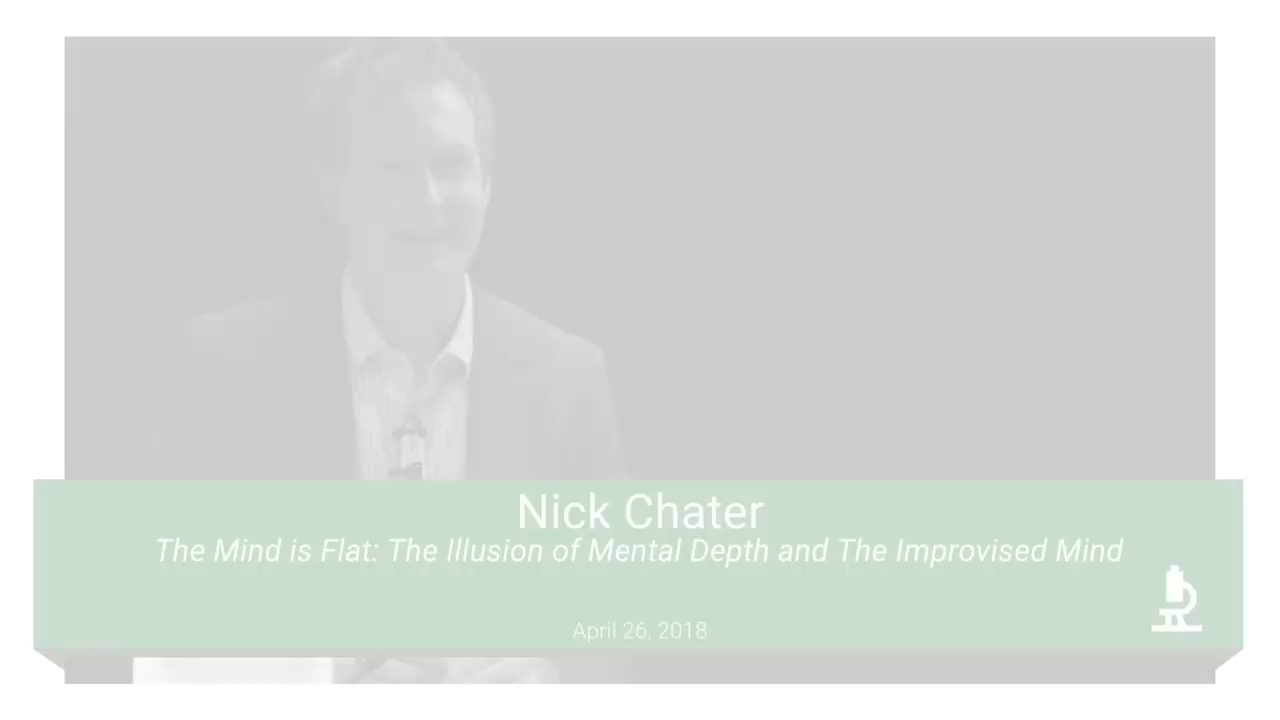 Nick Chater
The Mind is Flat: The Illusion of Mental Depth and The Improvised Mind
April 26, 2018